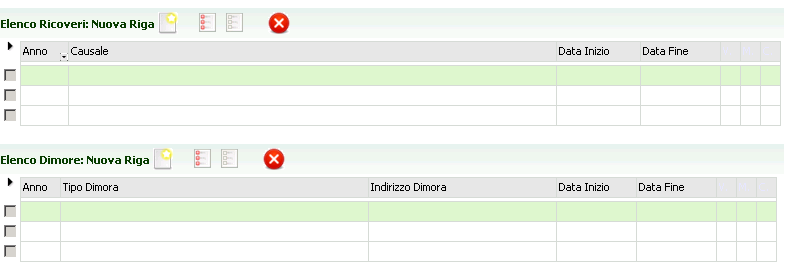 Elenco Ricoveri: Nuova Riga
Anno Causale Data Inizio Data Fine
Elenco Dimore: Nuova Riga
Anno Tipo Dimora Indirizzo Dimora Data Inizio Data Fine